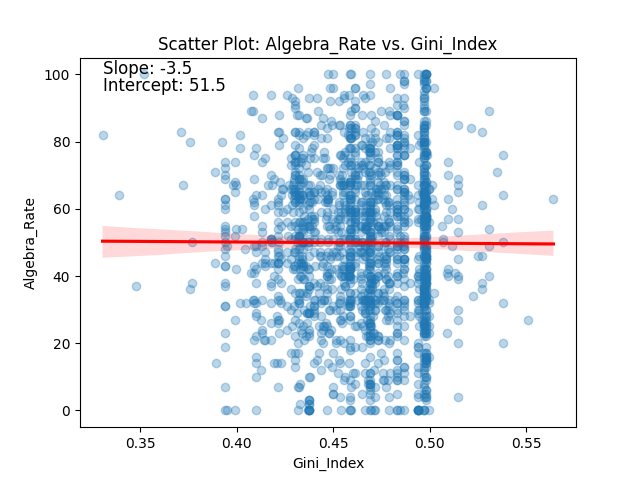 Scatter Plot: Algebra_Rate vs. Gini_Index
Slope: -3.5
Intercept: 51.5
100
80
60
40
20
0
Algebra_Rate
0.35
0.40
0.45
0.50
0.55
Gini_Index